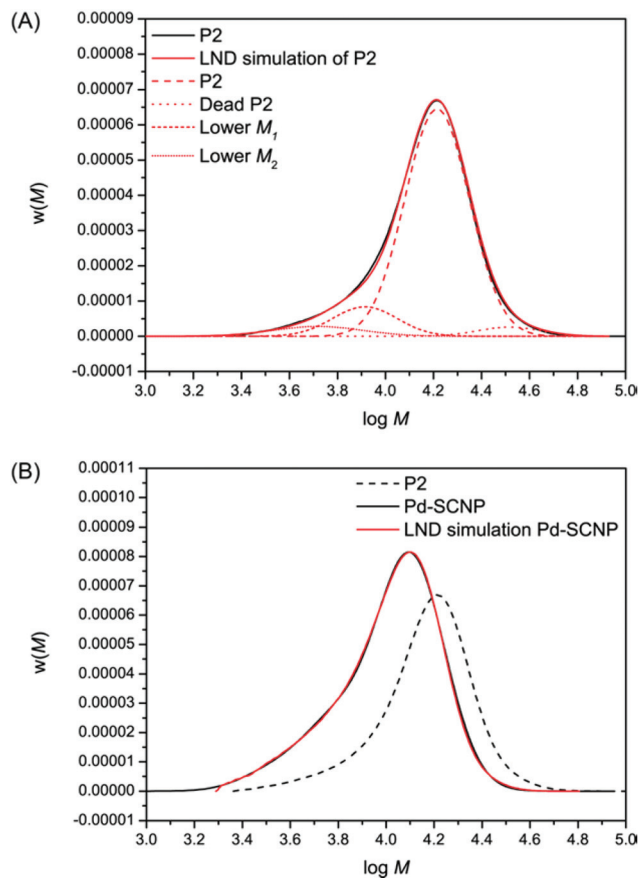 (A)
0.00009
0.00008
0.00007
0.00006
0.00005
0.00004
0.00003
0.00002
0.00001
0.00000
-0.00001
w(M)
P2
LND simulation of P2
P2
Dead P2
Lower M1
Lower M2
3.0 3.2 3.4 3.6 3.8 4.0 4.2 4.4 4.6 4.8 5.0
log M
(B)
0.00011
0.00010
0.00009
0.00008
0.00007
0.00006
0.00005
0.00004
0.00003
0.00002
0.00001
0.00000
-0.00001
w(M)
P2
Pd-SCNP
LND simulation Pd-SCNP
3.0 3.2 3.4 3.6 3.8 4.0 4.2 4.4 4.6 4.8 5.0
log M